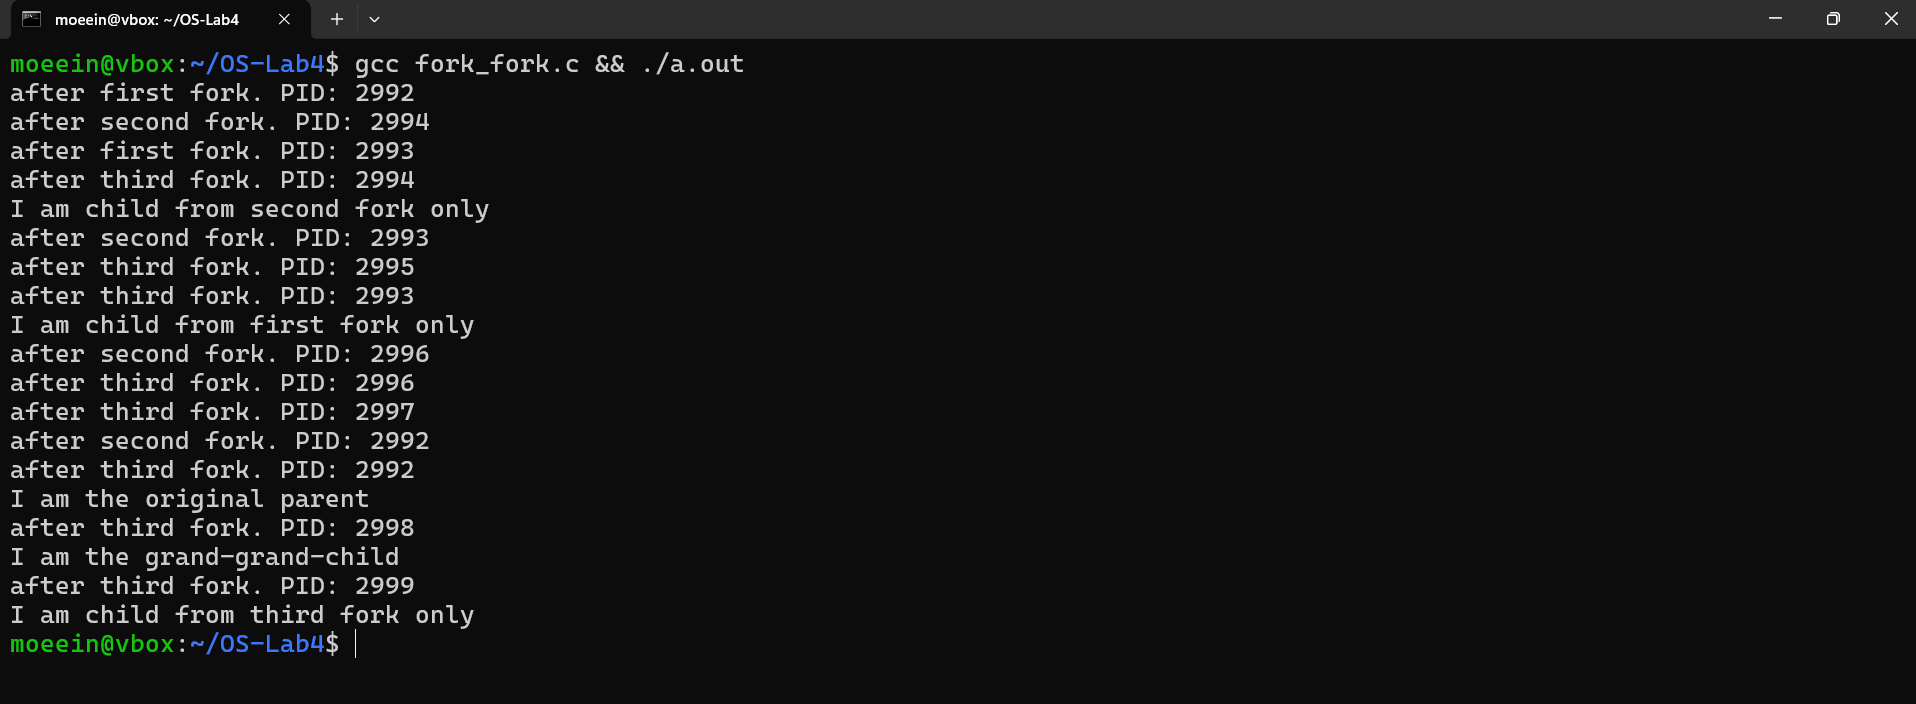 moeein@vbox: ~/OS-Lab4
moeein@vbox:~/OS-Lab4$ gcc fork_fork.c && ./a.out
after first fork. PID: 2992
after second fork. PID: 2994
after first fork. PID: 2993
after third fork. PID: 2994
I am child from second fork only
after second fork. PID: 2993
after third fork. PID: 2995
after third fork. PID: 2993
I am child from first fork only
after second fork. PID: 2996
after third fork. PID: 2996
after third fork. PID: 2997
after second fork. PID: 2992
after third fork. PID: 2992
I am the original parent
after third fork. PID: 2998
I am the grand-grand-child
after third fork. PID: 2999
I am child from third fork only
moeein@vbox:~/OS-Lab4$